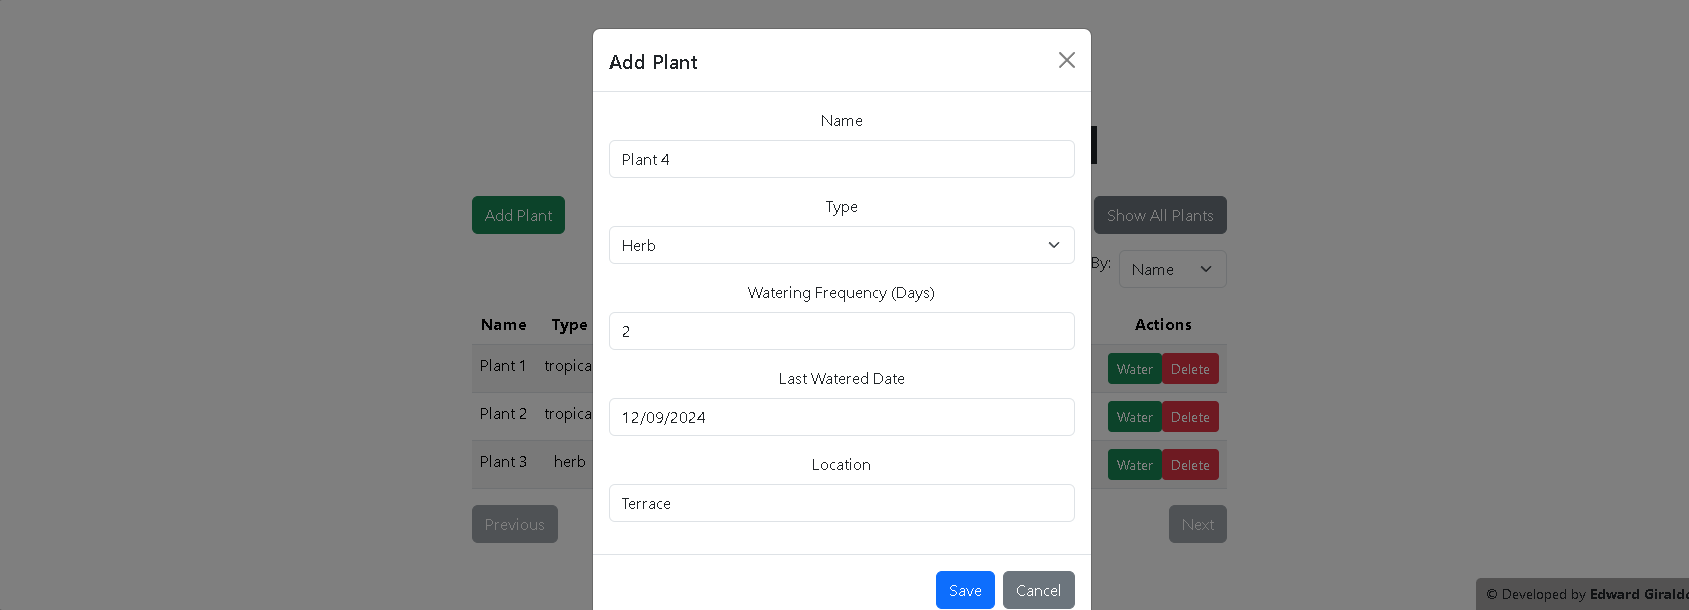 Add Plant
Name
Plant 4
Type
Herb
Watering Frequency (Days)
2
Last Watered Date
12/09/2024
Location
Terrace
Save Cancel
Add Plant Show All Plants
By: Name
Name Type Actions
Plant 1 tropica Water Delete
Plant 2 tropica Water Delete
Plant 3 herb Water Delete
Previous Next
© Developed by Edward Girald